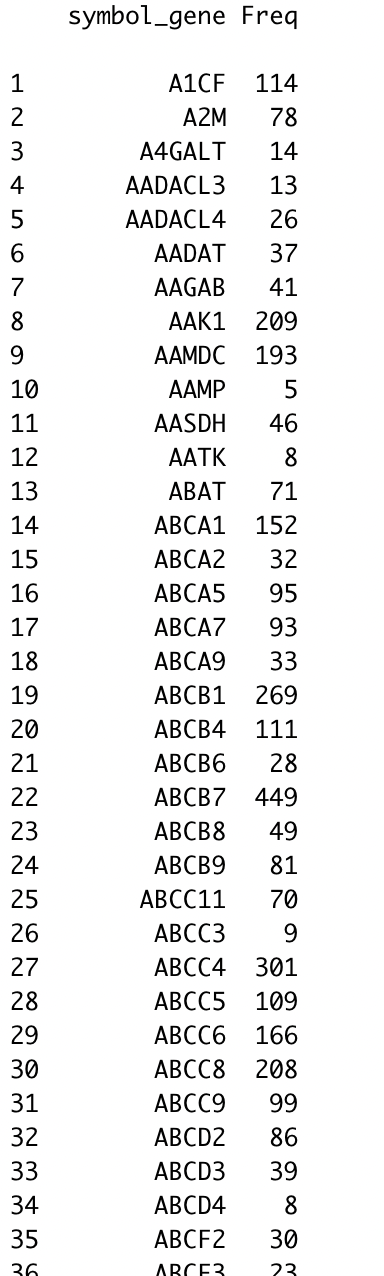 symbol_gene Freq
1 A1CF 114
2 A2M 78
3 A4GALT 14
4 AADACL3 13
5 AADACL4 26
6 AADAT 37
7 AAGAB 41
8 AAK1 209
9 AAMDC 193
10 AAMP 5
11 AASDH 46
12 AATK 8
13 ABAT 71
14 ABCA1 152
15 ABCA2 32
16 ABCA5 95
17 ABCA7 93
18 ABCA9 33
19 ABCB1 269
20 ABCB4 111
21 ABCB6 28
22 ABCB7 449
23 ABCB8 49
24 ABCB9 81
25 ABCC11 70
26 ABCC3 9
27 ABCC4 301
28 ABCC5 109
29 ABCC6 166
30 ABCC8 208
31 ABCC9 99
32 ABCD2 86
33 ABCD3 39
34 ABCD4 8
35 ABCF2 30
36 ABCF3 23